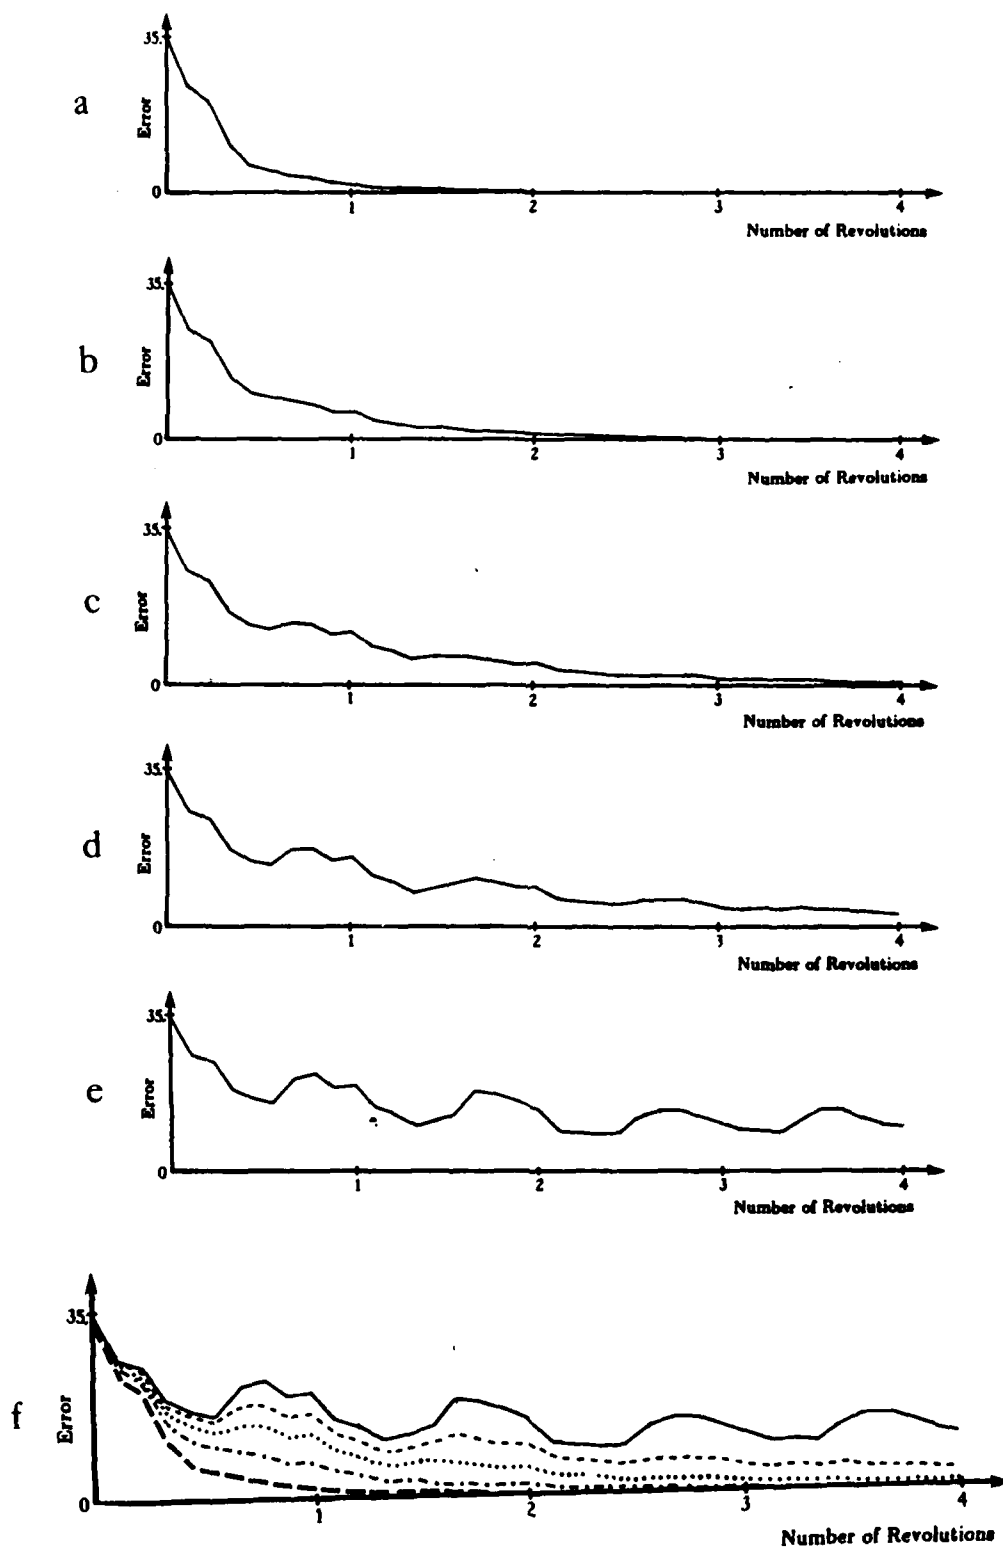 a
35.
Error
0
1 2 3 4
Number of Revolutions
b
35.
Error
0
1 2 3 4
Number of Revolutions
c
35.
Error
0
1 2 3 4
Number of Revolutions
d
35.
Error
0
1 2 3 4
Number of Revolutions
e
35.
Error
0
1 2 3 4
Number of Revolutions
f
35.
Error
0
1 2 3 4
Number of Revolutions